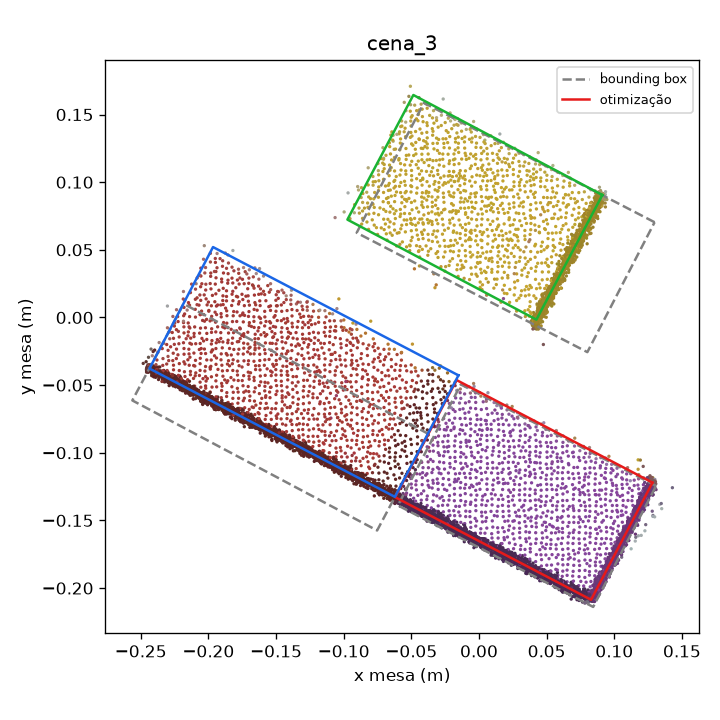 cena_3
bounding box
otimização
y mesa (m)
0.15
0.10
0.05
0.00
−0.05
−0.10
−0.15
−0.20
−0.25 −0.20 −0.15 −0.10 −0.05 0.00 0.05 0.10 0.15
x mesa (m)